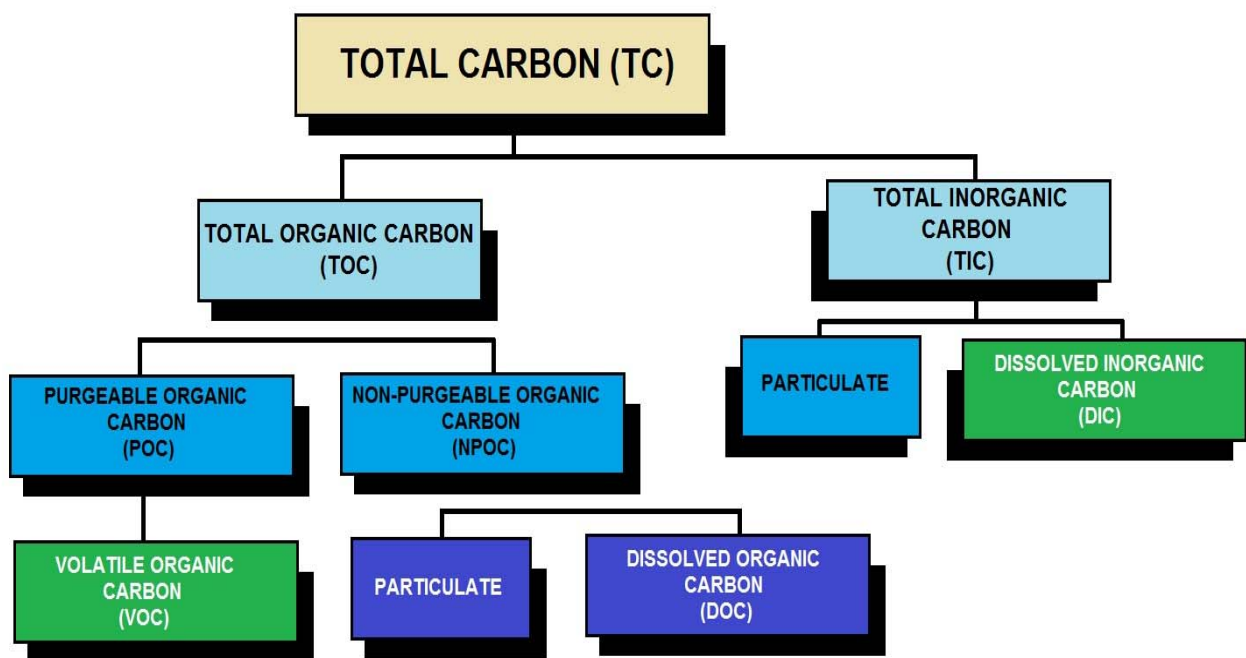 TOTAL CARBON (TC)
TOTAL ORGANIC CARBON
(TOC)
TOTAL INORGANIC
CARBON
(TIC)
PURGEABLE ORGANIC
CARBON
(POC)
NON-PURGEABLE ORGANIC
CARBON
(NPOC)
PARTICULATE
DISSOLVED INORGANIC
CARBON
(DIC)
VOLATILE ORGANIC
CARBON
(VOC)
PARTICULATE
DISSOLVED ORGANIC
CARBON
(DOC)